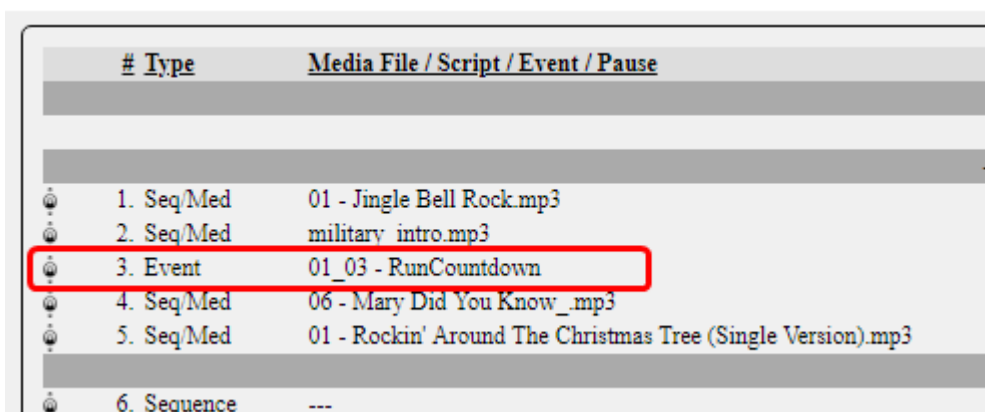 # Type Media File / Script / Event / Pause
1. Seq/Med 01 - Jingle Bell Rock.mp3
2. Seq/Med military_intro.mp3
3. Event 01_03 - RunCountdown
4. Seq/Med 06 - Mary Did You Know_.mp3
5. Seq/Med 01 - Rockin' Around The Christmas Tree (Single Version).mp3
6. Sequence ---